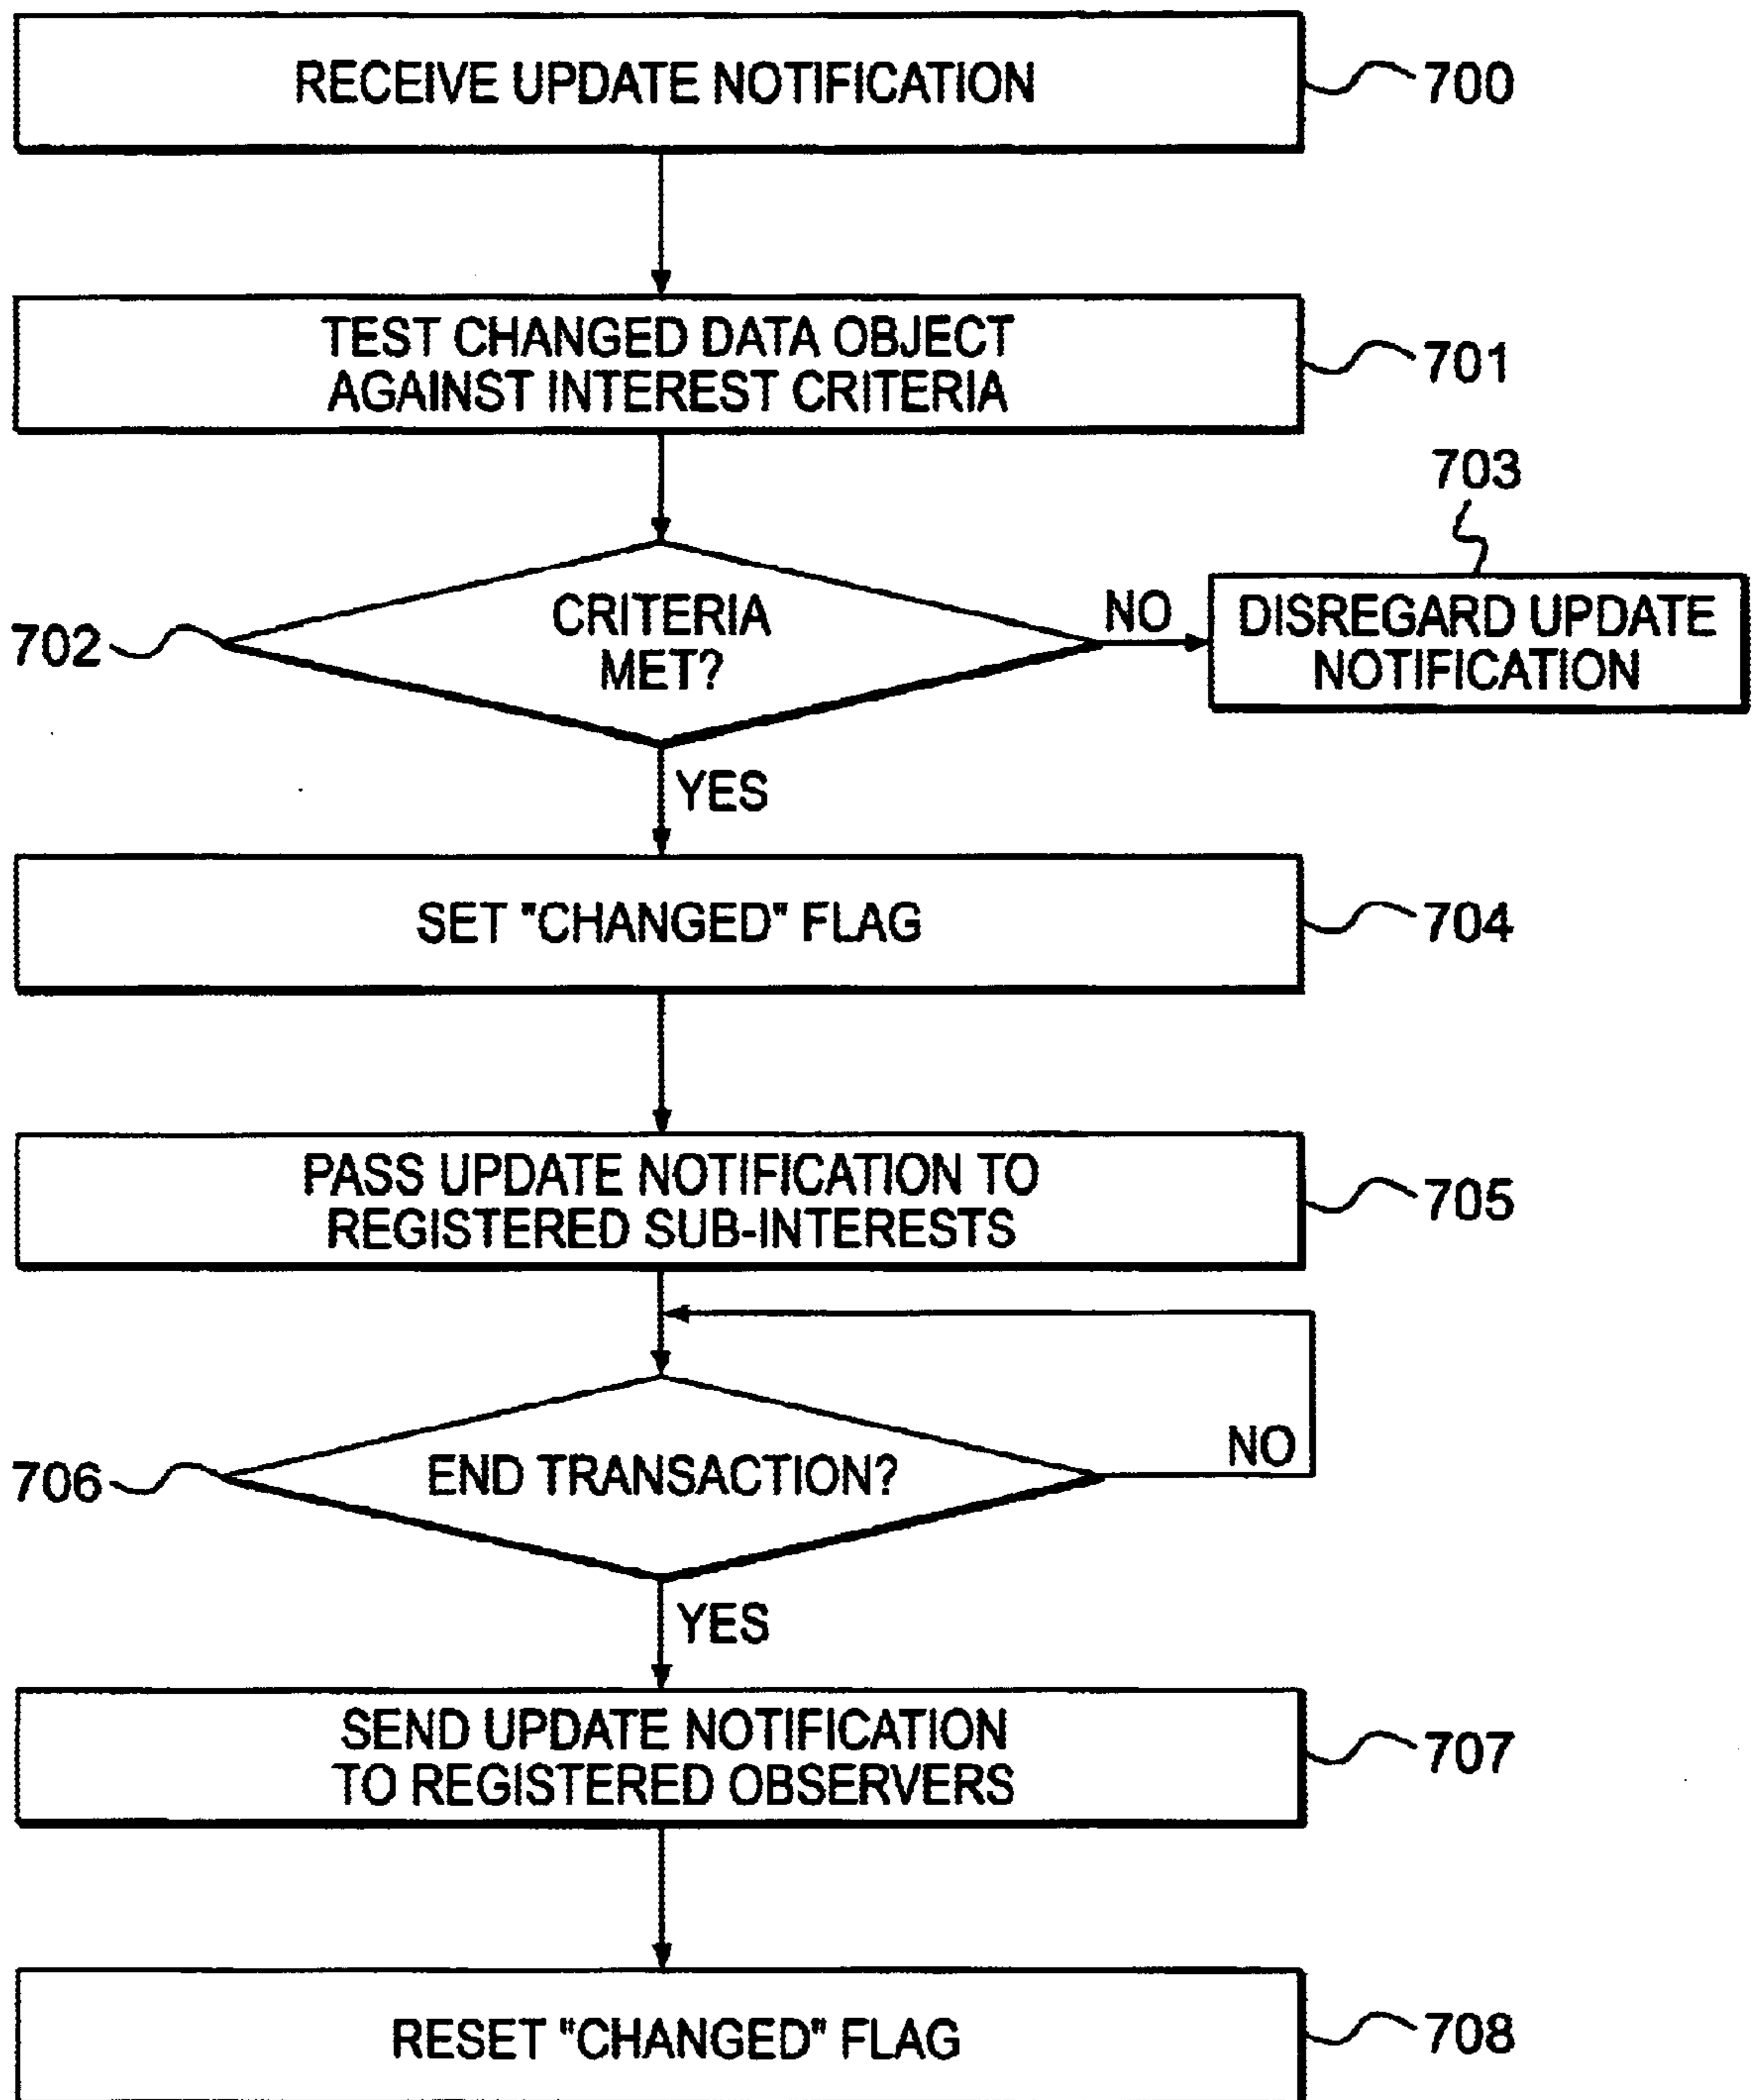 RECEIVE UPDATE NOTIFICATION
700
TEST CHANGED DATA OBJECT
AGAINST INTEREST CRITERIA
701
703
702
CRITERIA
MET?
NO
DISREGARD UPDATE
NOTIFICATION
YES
SET "CHANGED" FLAG
704
PASS UPDATE NOTIFICATION TO
REGISTERED SUB-INTERESTS
705
706
END TRANSACTION?
NO
YES
SEND UPDATE NOTIFICATION
TO REGISTERED OBSERVERS
707
RESET "CHANGED" FLAG
708